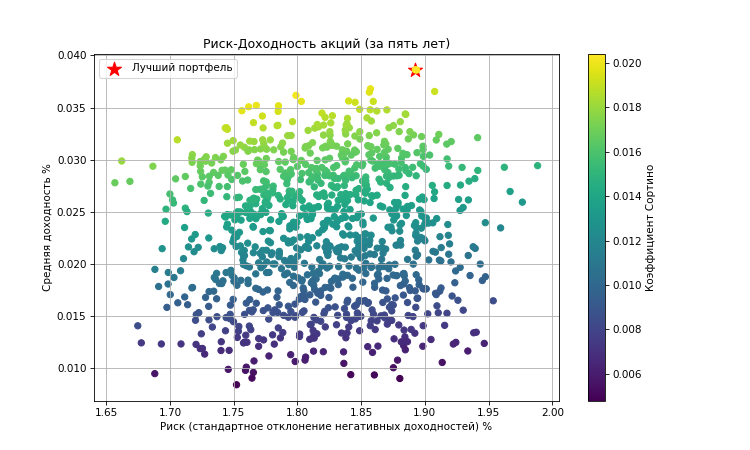 Риск-Доходность акций (за пять лет)
Лучший портфель
Средняя доходность %
0.040
0.035
0.030
0.025
0.020
0.015
0.010
1.65 1.70 1.75 1.80 1.85 1.90 1.95 2.00
Риск (стандартное отклонение негативных доходностей) %
0.020
0.018
0.016
0.014
0.012
0.010
0.008
0.006
Коэффициент Сортино